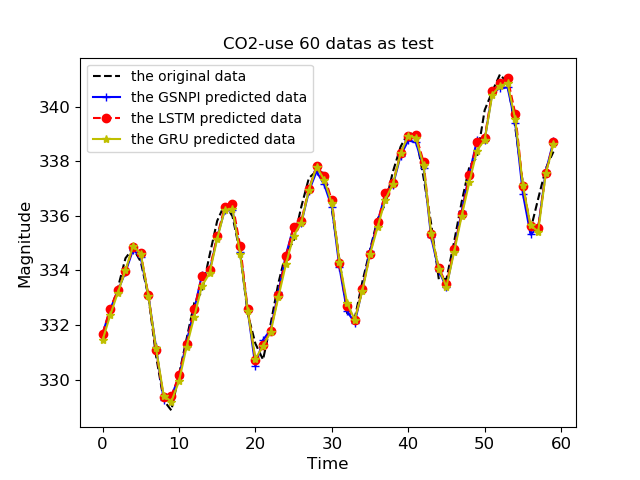 CO2-use 60 datas as test
the original data
the GSNPI predicted data
the LSTM predicted data
the GRU predicted data
Magnitude
340
338
336
334
332
330
0 10 20 30 40 50 60
Time